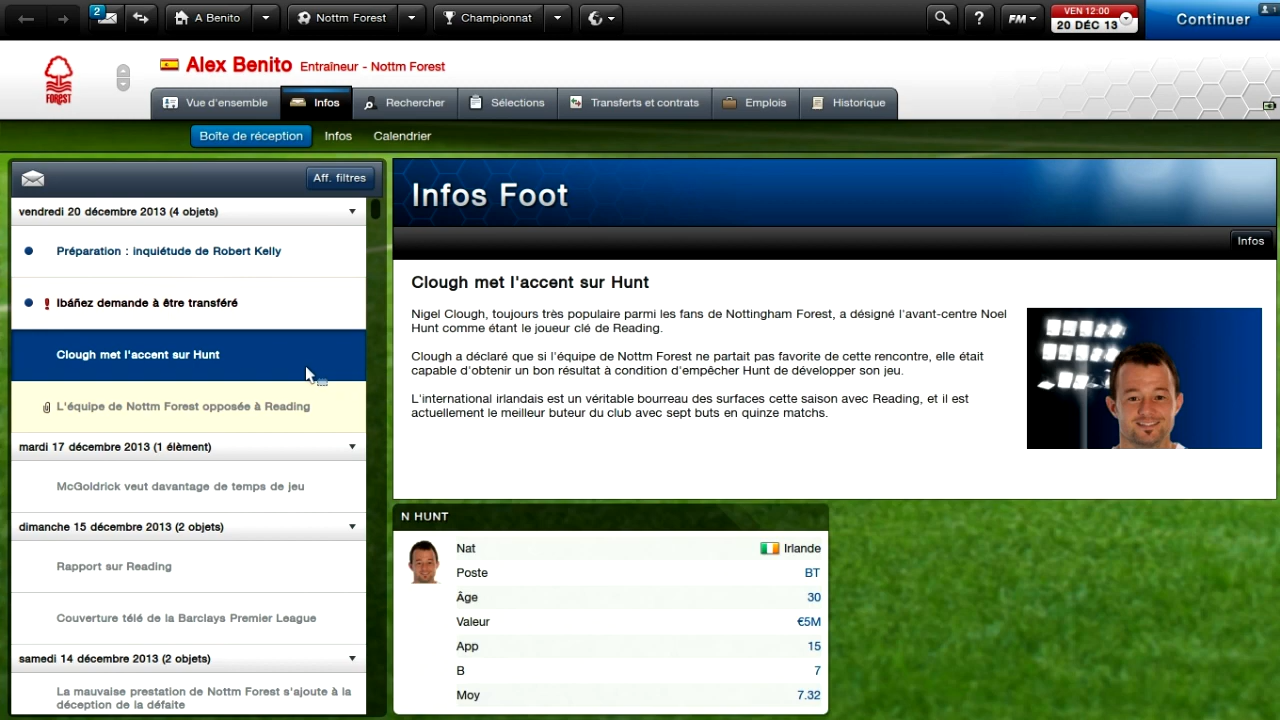 2
A Benito
Nottm Forest
Championnat
?
FM
VEN 12:00
20 DÉC 13
Continuer
1
FOREST
Alex Benito Entraîneur - Nottm Forest
Vue d'ensemble
Infos
Rechercher
Sélections
Transferts et contrats
Emplois
Historique
Boîte de réception
Infos
Calendrier
Aff. filtres
vendredi 20 décembre 2013 (4 objets)
Préparation : inquiétude de Robert Kelly
Ibáñez demande à être transféré
Clough met l'accent sur Hunt
L'équipe de Nottm Forest opposée à Reading
mardi 17 décembre 2013 (1 élèment)
McGoldrick veut davantage de temps de jeu
dimanche 15 décembre 2013 (2 objets)
Rapport sur Reading
Couverture télé de la Barclays Premier League
samedi 14 décembre 2013 (2 objets)
La mauvaise prestation de Nottm Forest s'ajoute à la
déception de la défaite
Infos Foot
Infos
Clough met l'accent sur Hunt
Nigel Clough, toujours très populaire parmi les fans de Nottingham Forest, a désigné l'avant-centre Noel
Hunt comme étant le joueur clé de Reading.
Clough a déclaré que si l'équipe de Nottm Forest ne partait pas favorite de cette rencontre, elle était
capable d'obtenir un bon résultat à condition d'empêcher Hunt de développer son jeu.
L'international irlandais est un véritable bourreau des surfaces cette saison avec Reading, et il est
actuellement le meilleur buteur du club avec sept buts en quinze matchs.
N HUNT
Nat Irlande
Poste BT
Âge 30
Valeur €5M
App 15
B 7
Moy 7.32